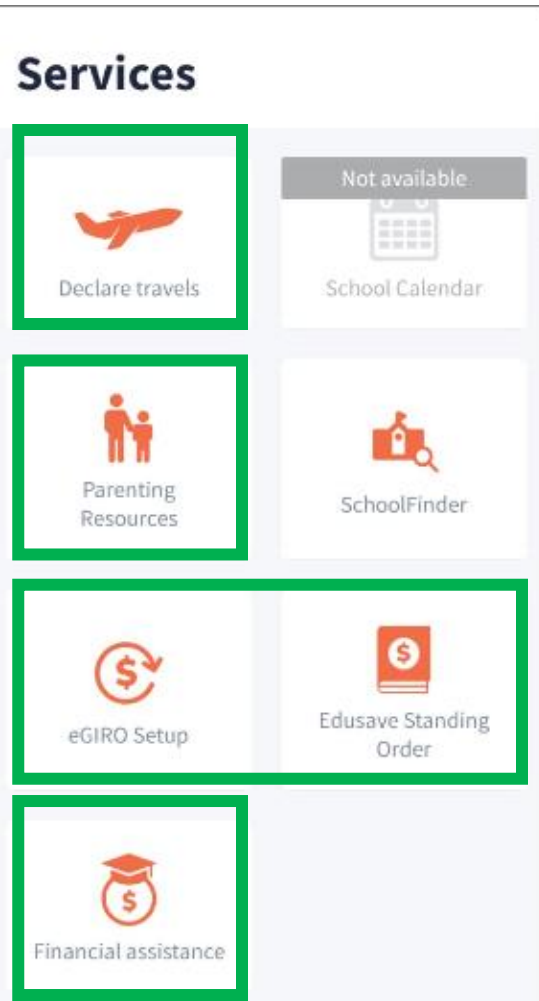 Services
Declare travels
Not available
School Calendar
Parenting
Resources
SchoolFinder
$
eGIRO Setup
$
Edusave Standing
Order
$
Financial assistance